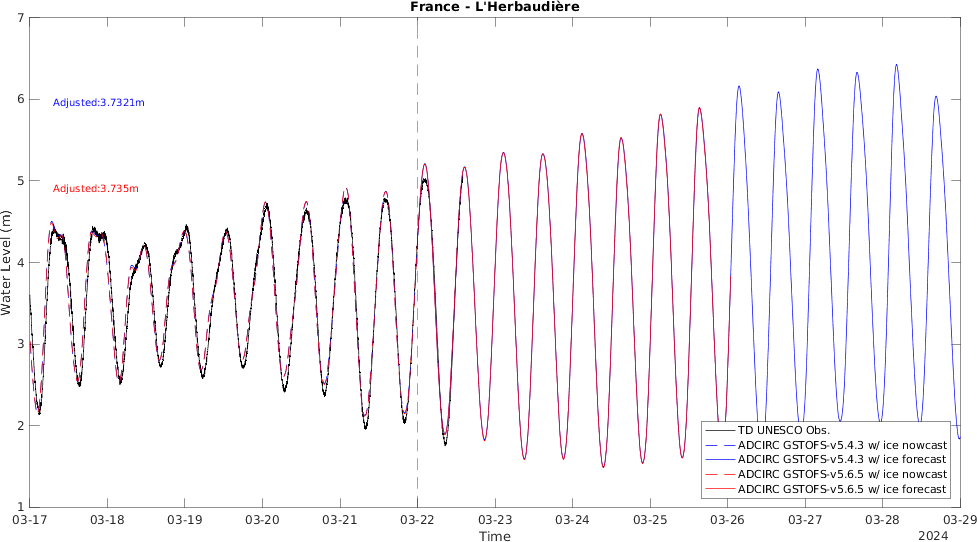 France - L'Herbaudière
7
6
5
4
3
2
1
Water Level (m)
Adjusted:3.7321m
Adjusted:3.735m
TD UNESCO Obs.
ADCIRC GSTOFS-v5.4.3 w/ ice nowcast
ADCIRC GSTOFS-v5.4.3 w/ ice forecast
ADCIRC GSTOFS-v5.6.5 w/ ice nowcast
ADCIRC GSTOFS-v5.6.5 w/ ice forecast
03-17 03-18 03-19 03-20 03-21 03-22 03-23 03-24 03-25 03-26 03-27 03-28 03-29
Time
2024